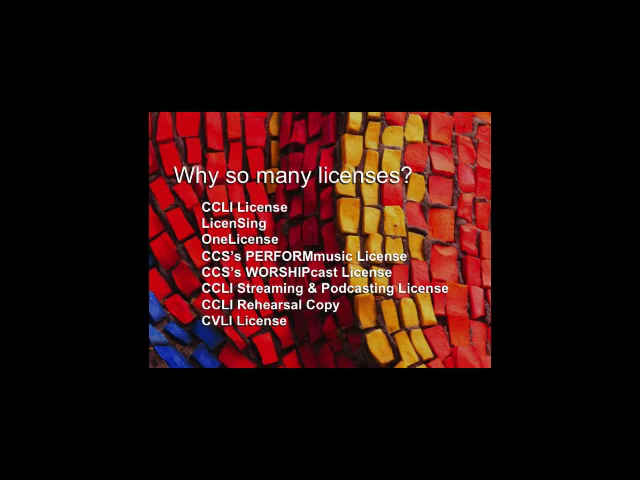 Why so many licenses?
CCLI License
LicenSing
OneLicense
CCS's PERFORMmusic License
CCS's WORSHIPcast License
CCLI Streaming & Podcasting License
CCLI Rehearsal Copy
CVLI License